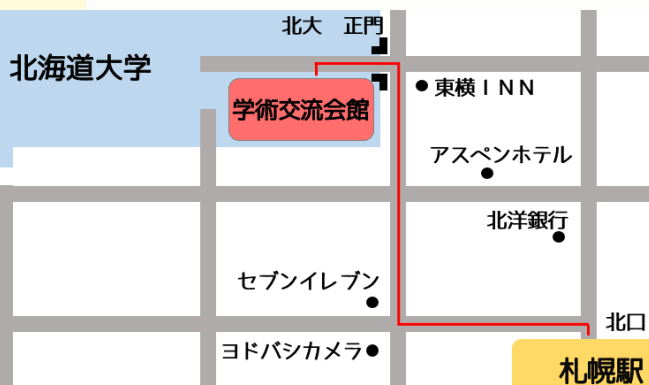 北大　正門
北海道大学
東横ＩＮＮ
学術交流会館
アスペンホテル
北洋銀行
セブンイレブン
北口
ヨドバシカメラ
札幌駅